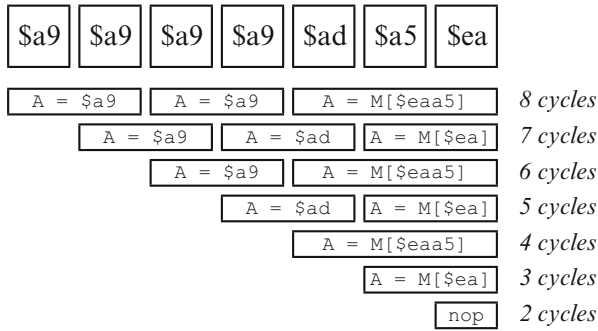 $a9 $a9 $a9 $a9 $ad $a5 $ea
A = $a9 A = $a9 A = M[$eaa5] 8 cycles
A = $a9 A = $ad A = M[$ea] 7 cycles
A = $a9 A = M[$eaa5] 6 cycles
A = $ad A = M[$ea] 5 cycles
A = M[$eaa5] 4 cycles
A = M[$ea] 3 cycles
nop 2 cycles